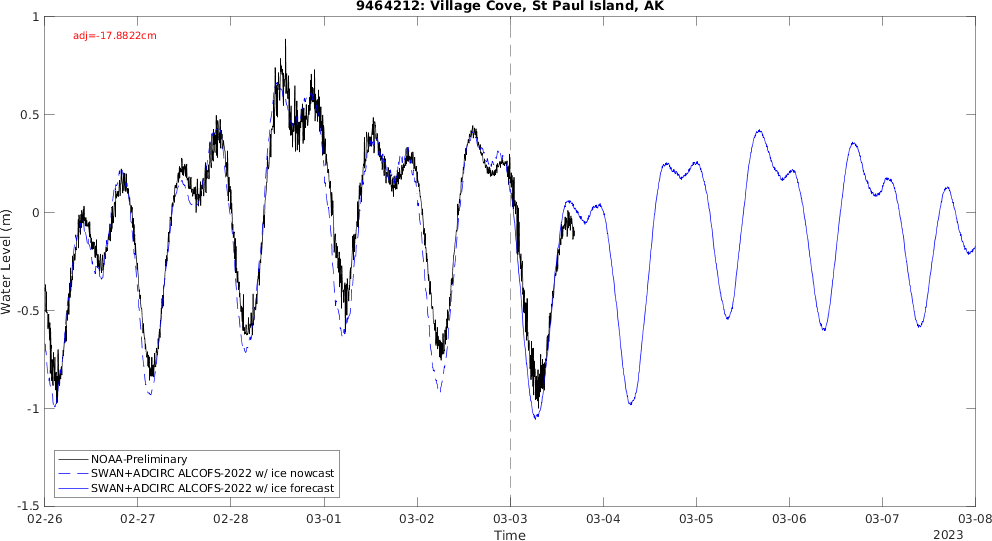 9464212: Village Cove, St Paul Island, AK
adj=-17.8822cm
1
0.5
0
-0.5
-1
-1.5
Water Level (m)
NOAA-Preliminary
SWAN+ADCIRC ALCOFS-2022 w/ ice nowcast
SWAN+ADCIRC ALCOFS-2022 w/ ice forecast
02-26 02-27 02-28 03-01 03-02 03-03 03-04 03-05 03-06 03-07 03-08
Time
2023